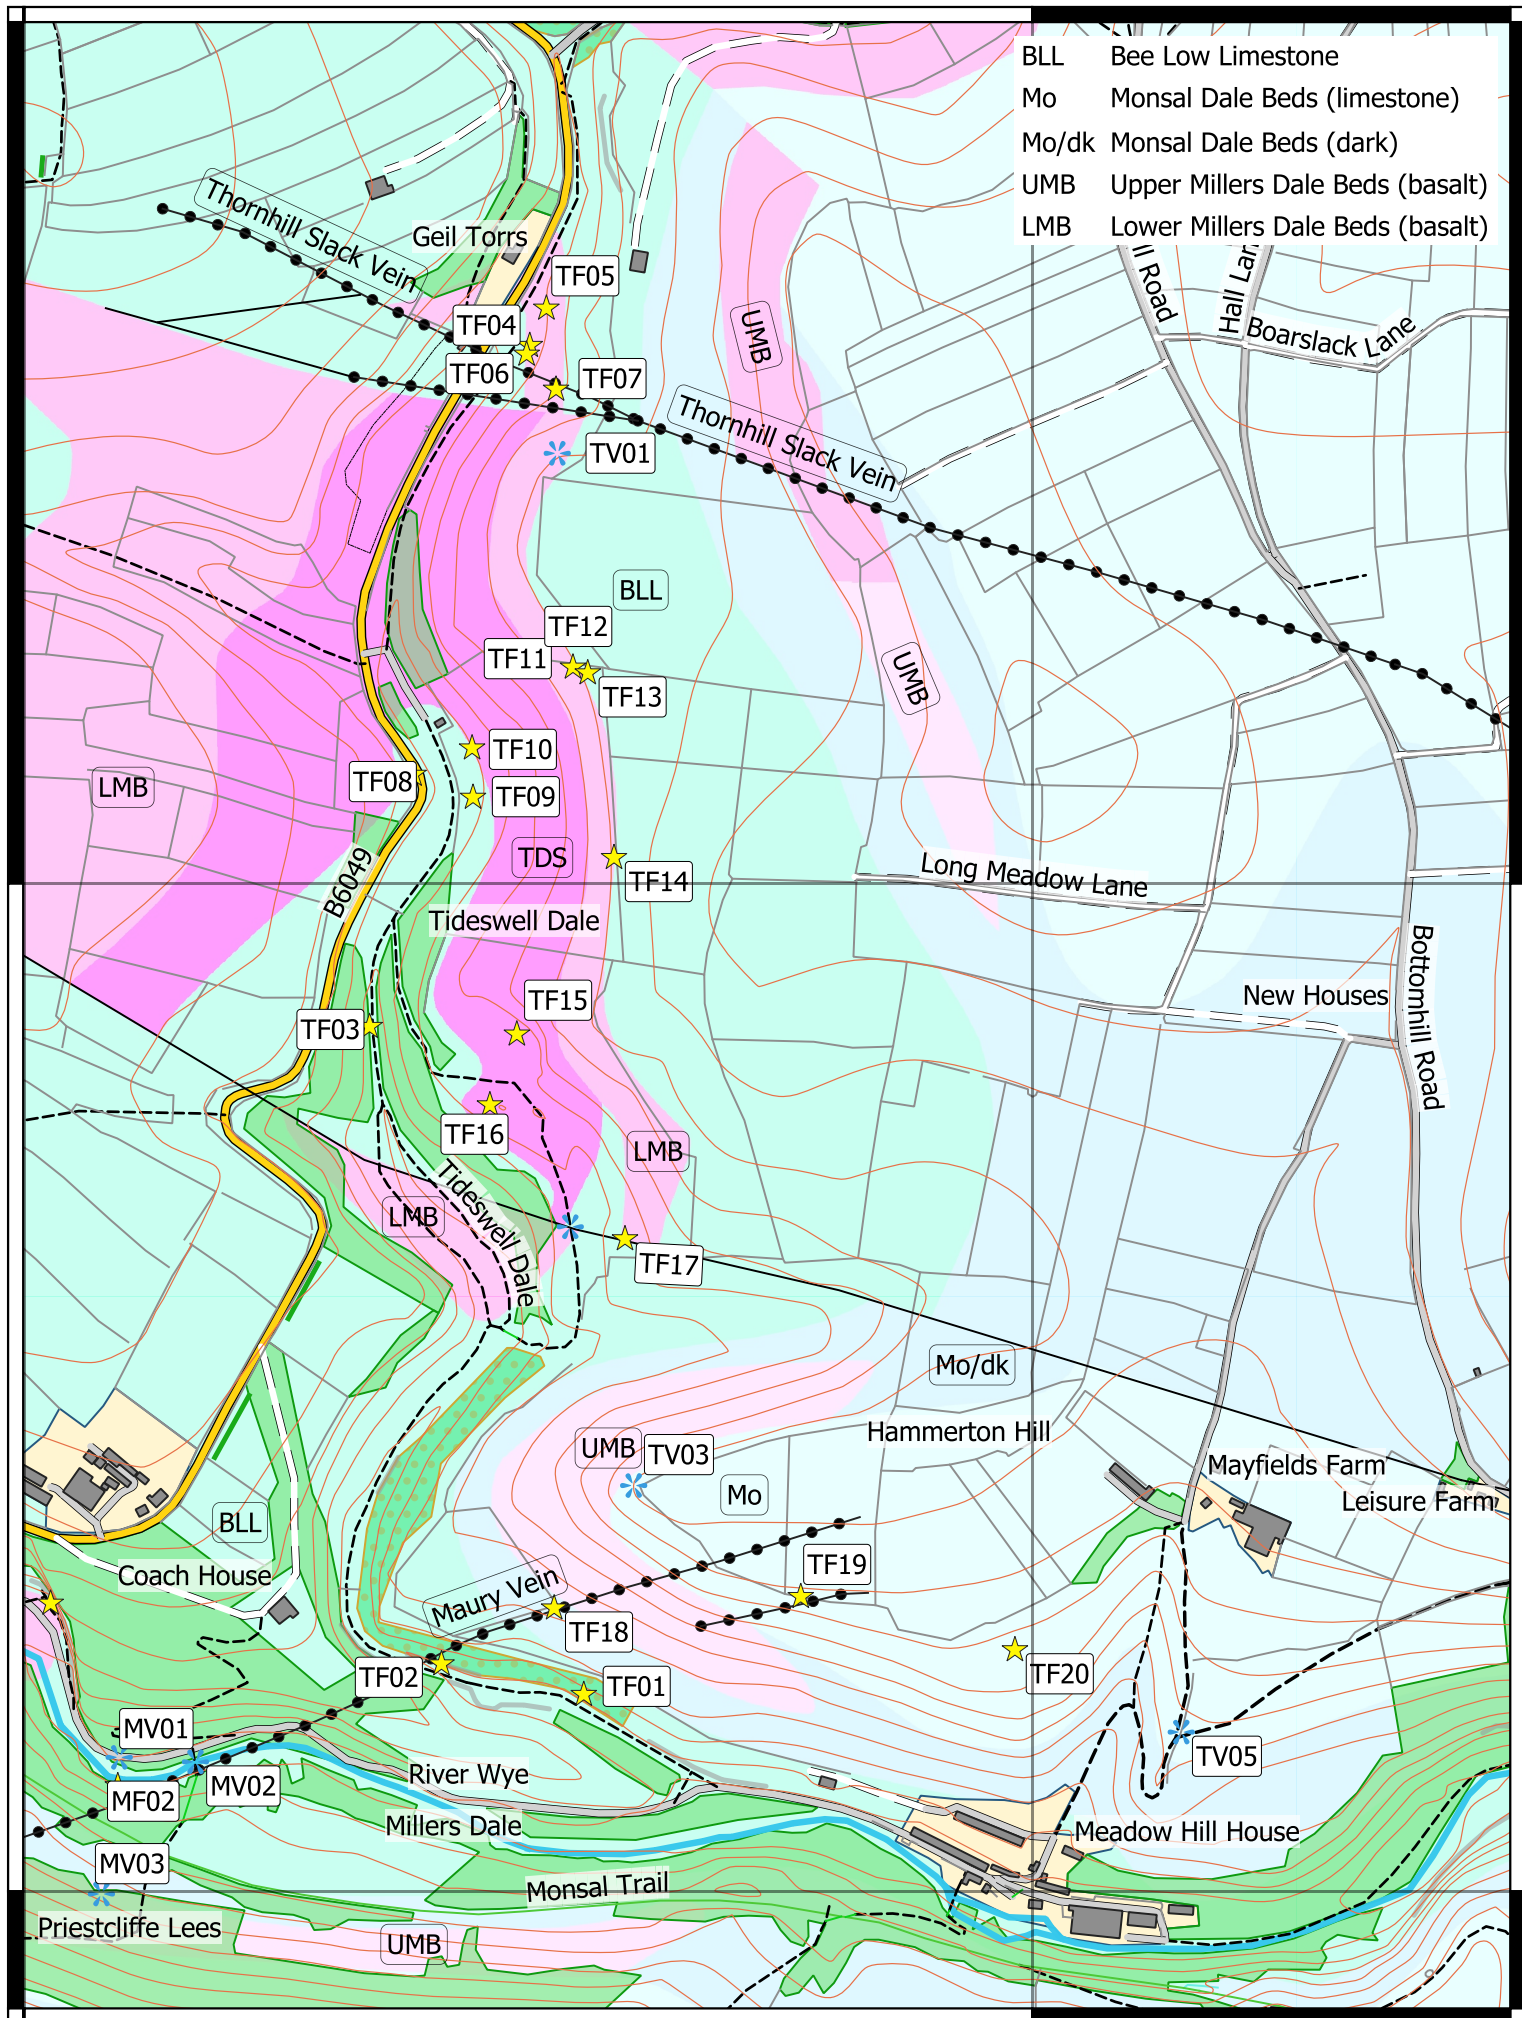 BLL Bee Low Limestone
Mo Monsal Dale Beds (limestone)
Mo/dk Monsal Dale Beds (dark)
UMB Upper Millers Dale Beds (basalt)
LMB Lower Millers Dale Beds (basalt)
Thornhill Slack Vein
Geil Torrs
ill Road
Hall Lan
TF05
TF04
UMB
Boarslack Lane
TF06
TF07
Thornhill Slack Vein
TV01
BLL
TF12
TF11
UMB
TF13
TF10
TF08
LMB
TF09
TDS
B6049
TF14
Long Meadow Lane
Tideswell Dale
Bottomhill Road
New Houses
TF15
TF03
TF16
LMB
Tideswell Dale
LMB
TF17
Mo/dk
Hammerton Hill
UMB
TV03
Mayfields Farm
Mo
Leisure Farm
BLL
Coach House
Maury Vein
TF19
TF18
TF02
TF01
TF20
MV01
TV05
River Wye
MV02
MF02
Millers Dale
Meadow Hill House
MV03
Monsal Trail
Priestcliffe Lees
UMB